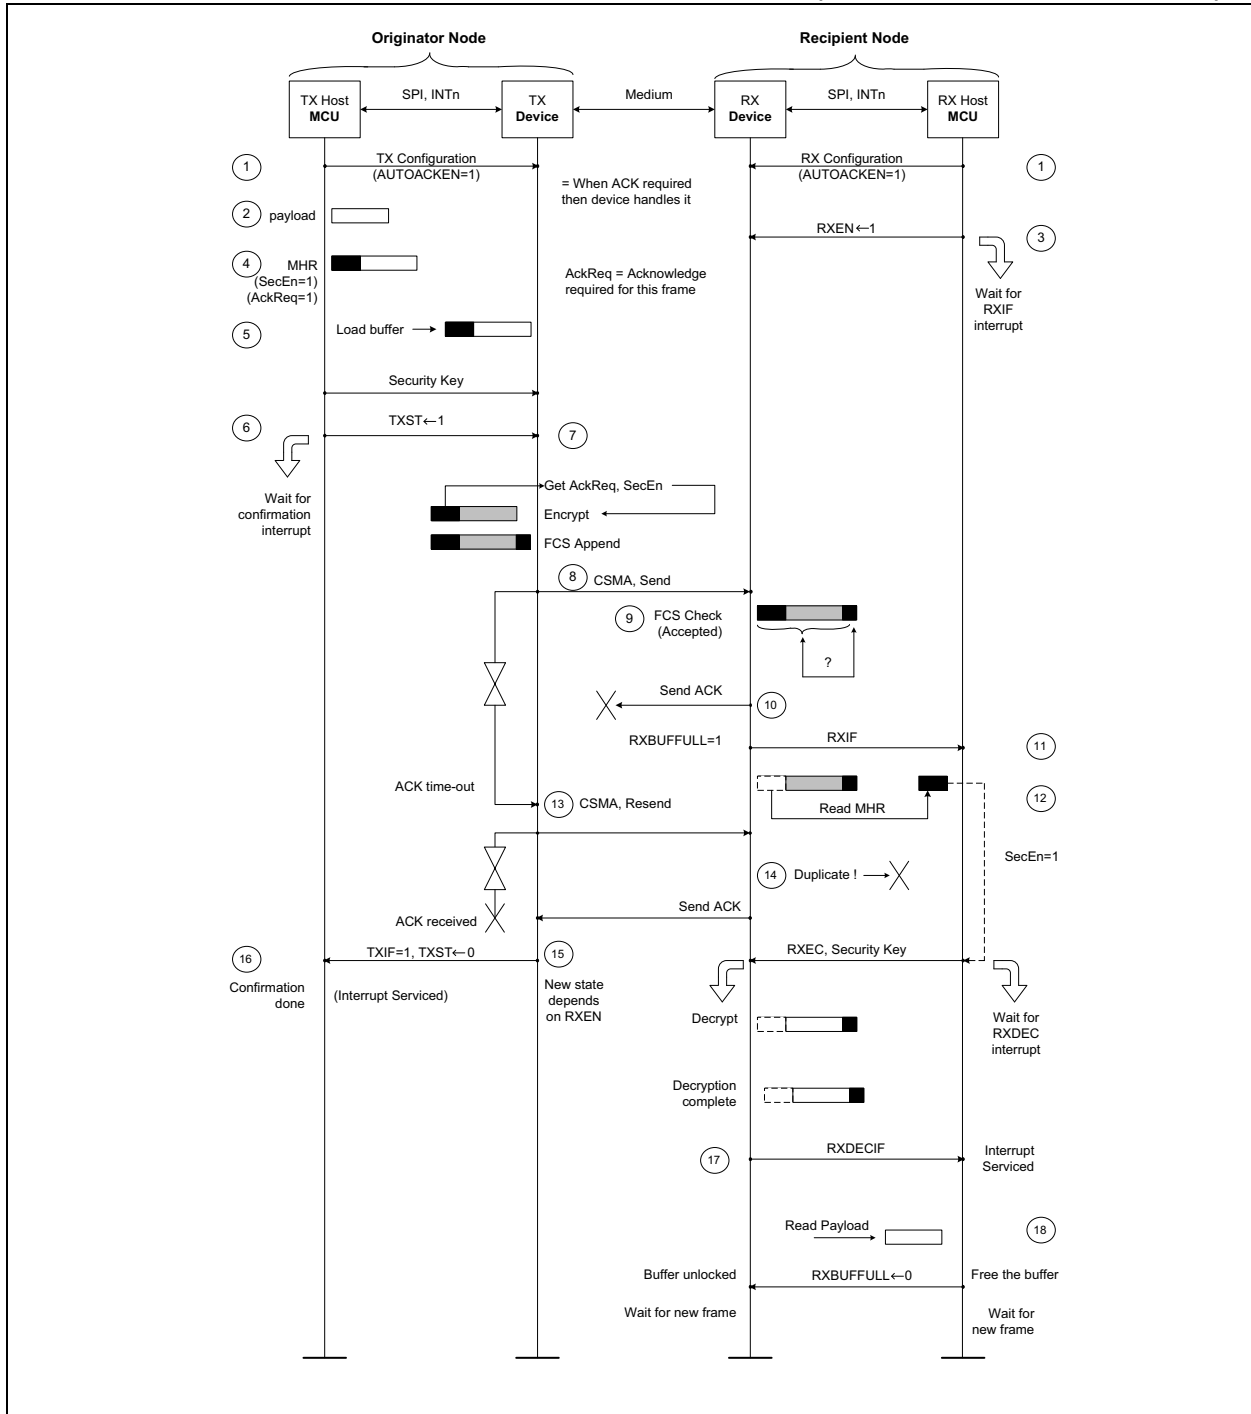 Originator Node
Recipient Node
TX Host
MCU
SPI, INTn
TX
Device
Medium
RX
Device
SPI, INTn
RX Host
MCU
1
TX Configuration
(AUTOACKEN=1)
RX Configuration
(AUTOACKEN=1)
1
= When ACK required
then device handles it
2
payload
RXEN←1
3
4
MHR
(SecEn=1)
(AckReq=1)
AckReq = Acknowledge
required for this frame
Wait for
RXIF
interrupt
5
Load buffer
Security Key
6
TXST←1
7
Wait for
confirmation
interrupt
Get AckReq, SecEn
Encrypt
FCS Append
8
CSMA, Send
9
FCS Check
(Accepted)
?
Send ACK
10
RXBUFFULL=1
RXIF
11
ACK time-out
13
CSMA, Resend
Read MHR
12
SecEn=1
14
Duplicate !
ACK received
Send ACK
16
TXIF=1, TXST←0
15
RXEC, Security Key
Confirmation
done
(Interrupt Serviced)
New state
depends
on RXEN
Decrypt
Wait for
RXDEC
interrupt
Decryption
complete
17
RXDECIF
Interrupt
Serviced
Read Payload
18
Buffer unlocked
RXBUFFULL←0
Free the buffer
Wait for new frame
Wait for
new frame